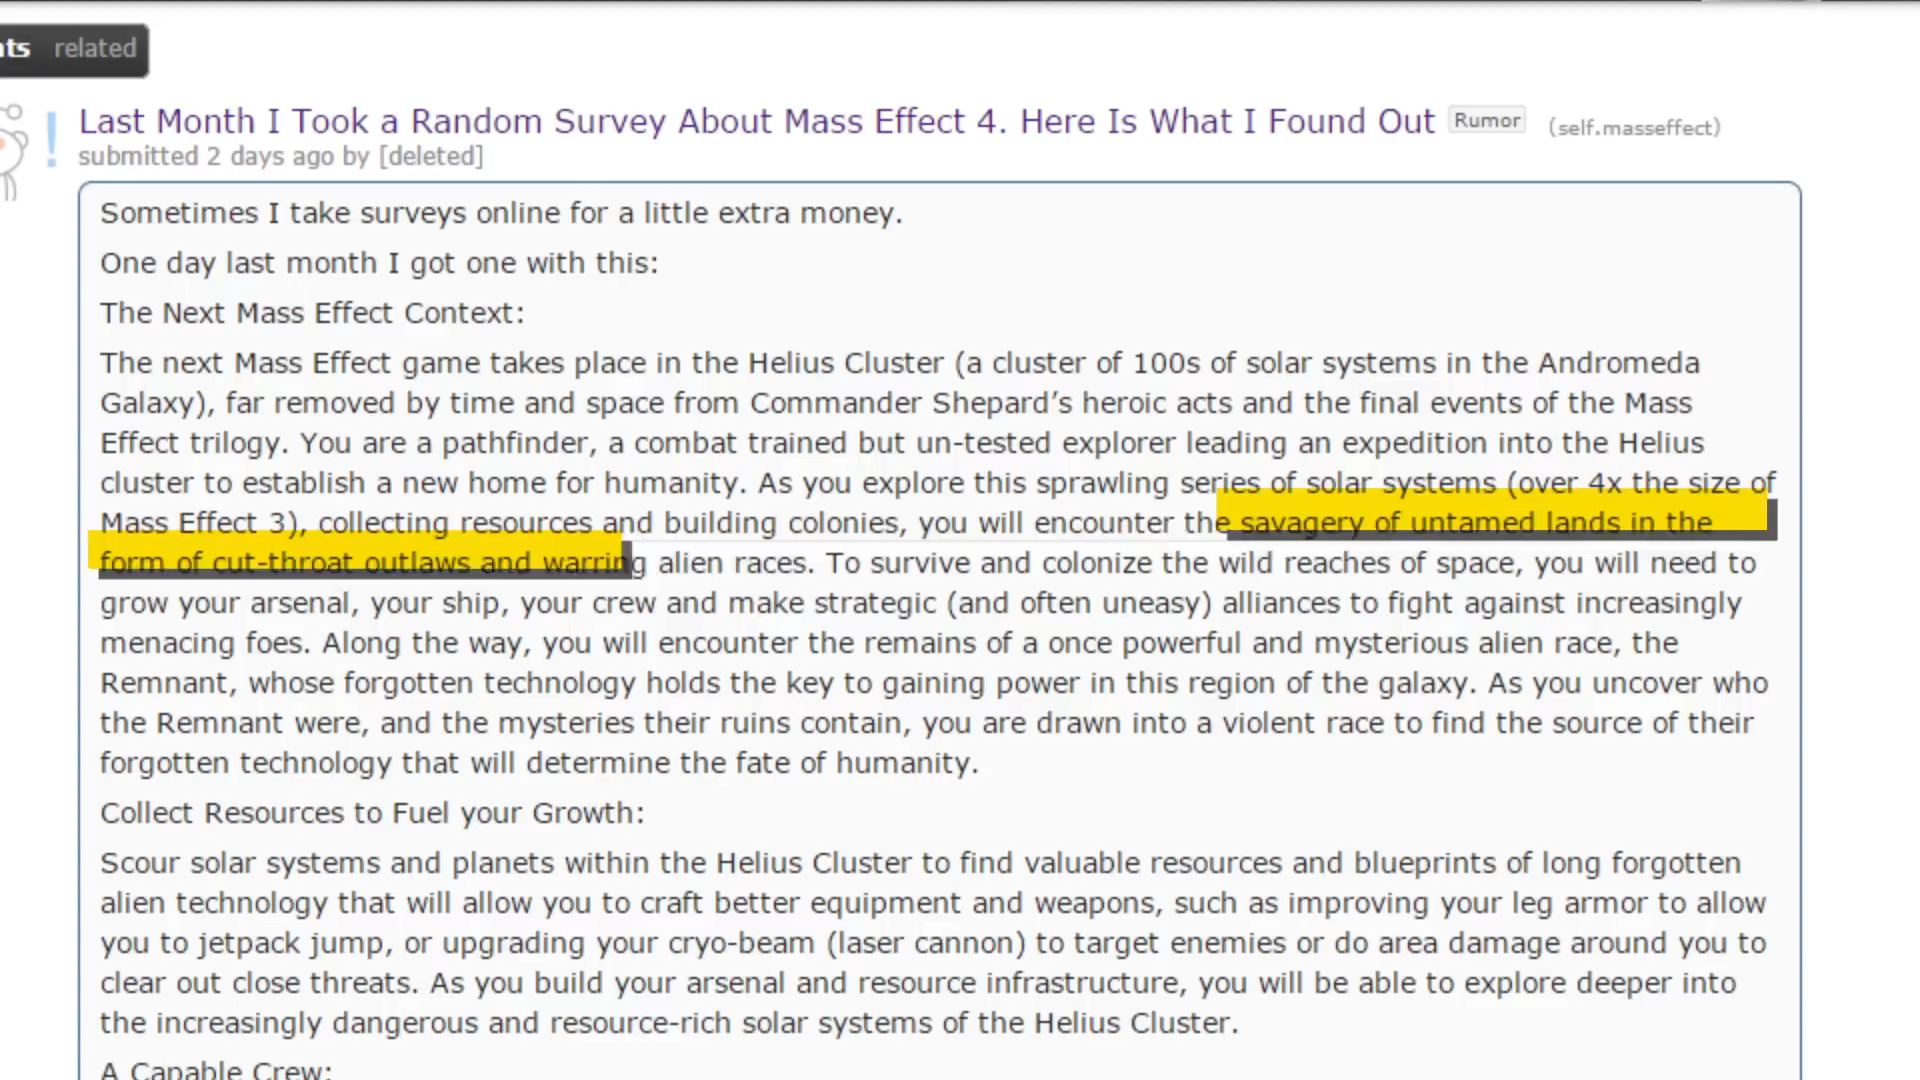 nts related
Last Month I Took a Random Survey About Mass Effect 4. Here Is What I Found Out Rumor (self.masseffect)
submitted 2 days ago by [deleted]
Sometimes I take surveys online for a little extra money.
One day last month I got one with this:
The Next Mass Effect Context:
The next Mass Effect game takes place in the Helius Cluster (a cluster of 100s of solar systems in the Andromeda
Galaxy), far removed by time and space from Commander Shepard’s heroic acts and the final events of the Mass
Effect trilogy. You are a pathfinder, a combat trained but un-tested explorer leading an expedition into the Helius
cluster to establish a new home for humanity. As you explore this sprawling series of solar systems (over 4x the size of
Mass Effect 3), collecting resources and building colonies, you will encounter the savagery of untamed lands in the
form of cut-throat outlaws and warring alien races. To survive and colonize the wild reaches of space, you will need to
grow your arsenal, your ship, your crew and make strategic (and often uneasy) alliances to fight against increasingly
menacing foes. Along the way, you will encounter the remains of a once powerful and mysterious alien race, the
Remnant, whose forgotten technology holds the key to gaining power in this region of the galaxy. As you uncover who
the Remnant were, and the mysteries their ruins contain, you are drawn into a violent race to find the source of their
forgotten technology that will determine the fate of humanity.
Collect Resources to Fuel your Growth:
Scour solar systems and planets within the Helius Cluster to find valuable resources and blueprints of long forgotten
alien technology that will allow you to craft better equipment and weapons, such as improving your leg armor to allow
you to jetpack jump, or upgrading your cryo-beam (laser cannon) to target enemies or do area damage around you to
clear out close threats. As you build your arsenal and resource infrastructure, you will be able to explore deeper into
the increasingly dangerous and resource-rich solar systems of the Helius Cluster.
A Capable Crew: